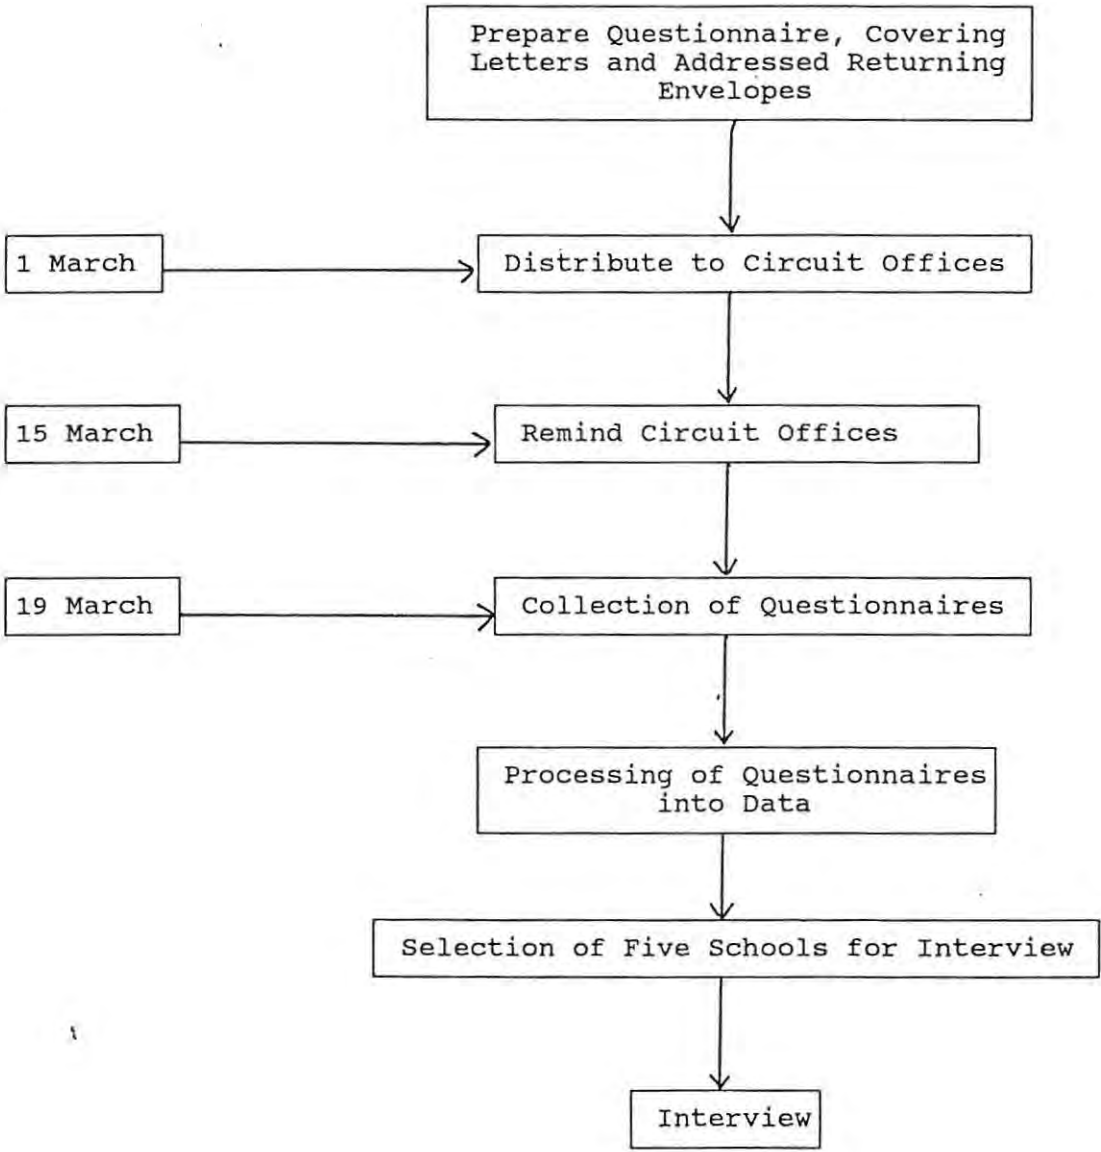 Prepare Questionnaire, Covering
Letters and Addressed Returning
Envelopes
1 March
Distribute to Circuit Offices
15 March
Remind Circuit Offices
19 March
Collection of Questionnaires
Processing of Questionnaires
into Data
Selection of Five Schools for Interview
Interview